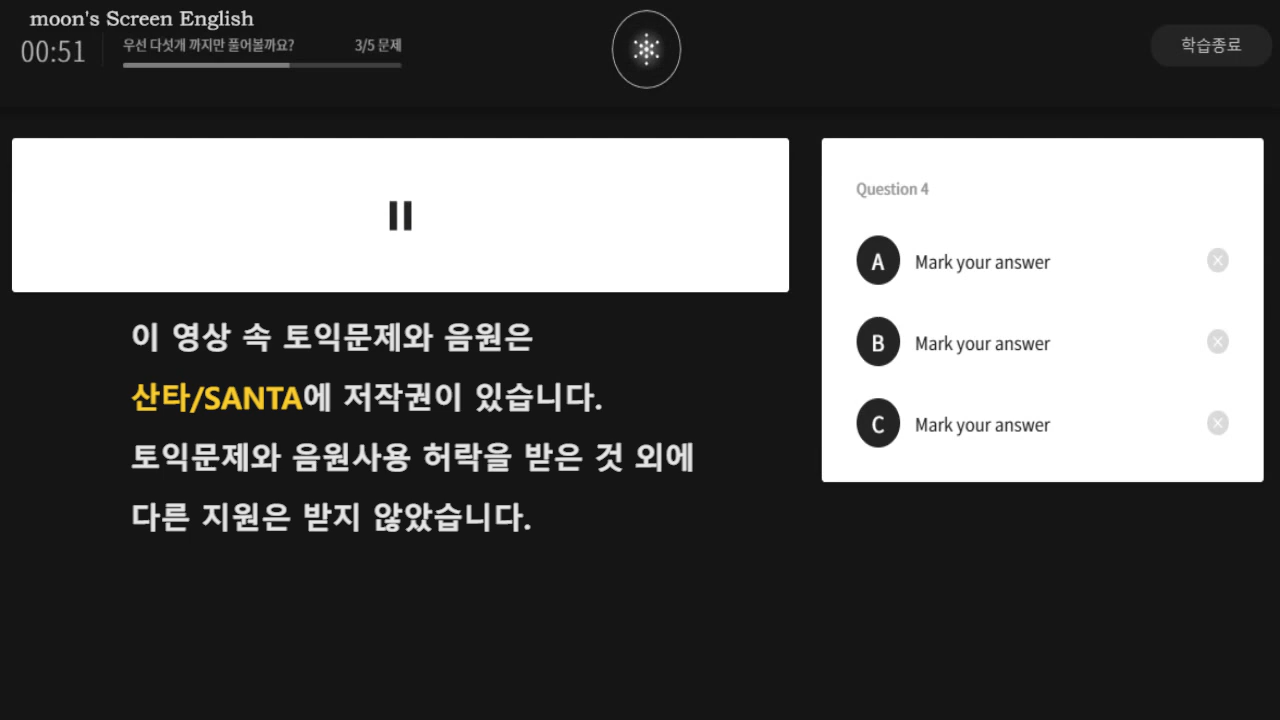 moon's Screen English
00:51
우선 다섯개 까지만 풀어볼까요?
3/5 문제
학습종료
이 영상 속 토익문제와 음원은
산타/SANTA에 저작권이 있습니다.
토익문제와 음원사용 허락을 받은 것 외에
다른 지원은 받지 않았습니다.
Question 4
A Mark your answer
B Mark your answer
C Mark your answer